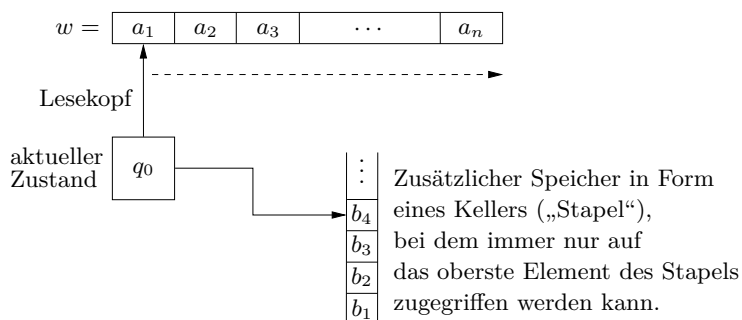 w = a₁ a₂ a₃ ⋯ aₙ
Lesekopf
aktueller
Zustand
q₀
⋮
b₄
b₃
b₂
b₁
Zusätzlicher Speicher in Form
eines Kellers („Stapel“),
bei dem immer nur auf
das oberste Element des Stapels
zugegriffen werden kann.